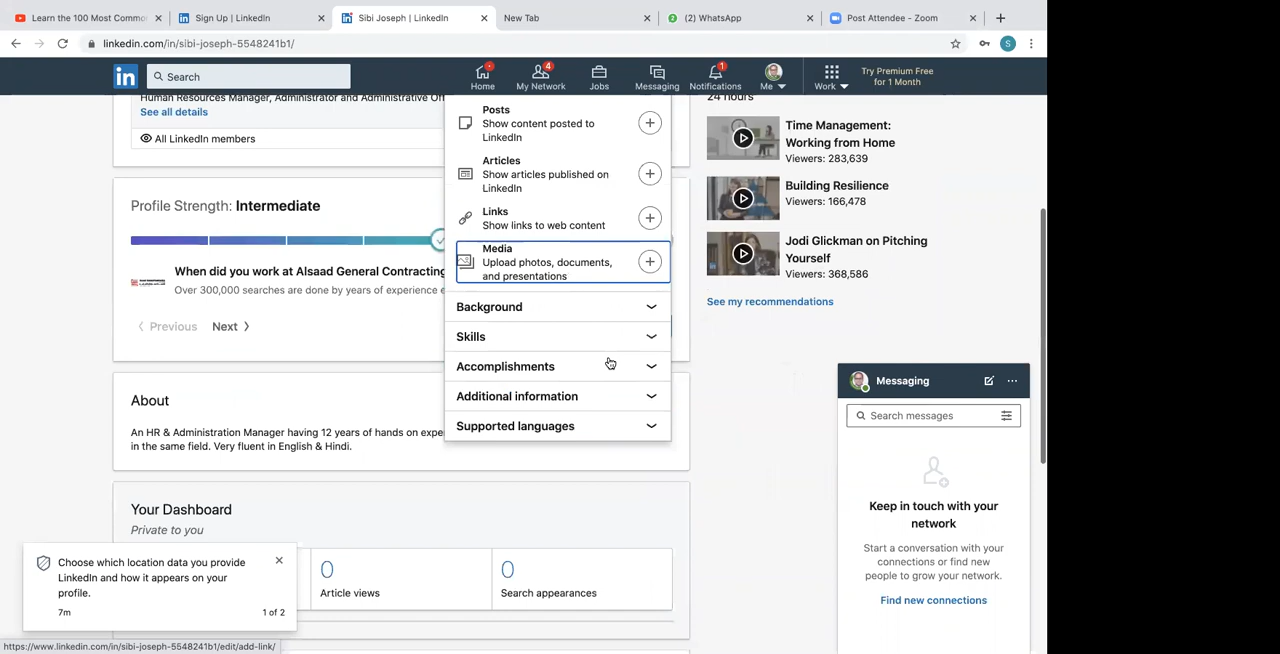 Learn the 100 Most Commo
Sign Up | LinkedIn
Sibi Joseph | LinkedIn
New Tab
(2) WhatsApp
Post Attendee - Zoom
linkedin.com/in/sibi-joseph-5548241b1/
S
in
Search
Home
4
My Network
Jobs
Messaging
1
Notifications
Me
Work
Try Premium Free
for 1 Month
Human Resources Manager, Administrator and Administrative Off
See all details
All LinkedIn members
Profile Strength: Intermediate
When did you work at Alsaad General Contracting
Over 300,000 searches are done by years of experience e
Previous
Next
About
An HR & Administration Manager having 12 years of hands on expe
in the same field. Very fluent in English & Hindi.
Your Dashboard
Private to you
0
Article views
0
Search appearances
Choose which location data you provide
LinkedIn and how it appears on your
profile.
7m
1 of 2
https://www.linkedin.com/in/sibi-joseph-5548241b1/edit/add-link/
Posts
Show content posted to
LinkedIn
Articles
Show articles published on
LinkedIn
Links
Show links to web content
Media
Upload photos, documents,
and presentations
Background
Skills
Accomplishments
Additional information
Supported languages
24 hours
Time Management:
Working from Home
Viewers: 283,639
Building Resilience
Viewers: 166,478
Jodi Glickman on Pitching
Yourself
Viewers: 368,586
See my recommendations
Messaging
Search messages
Keep in touch with your
network
Start a conversation with your
connections or find new
people to grow your network.
Find new connections